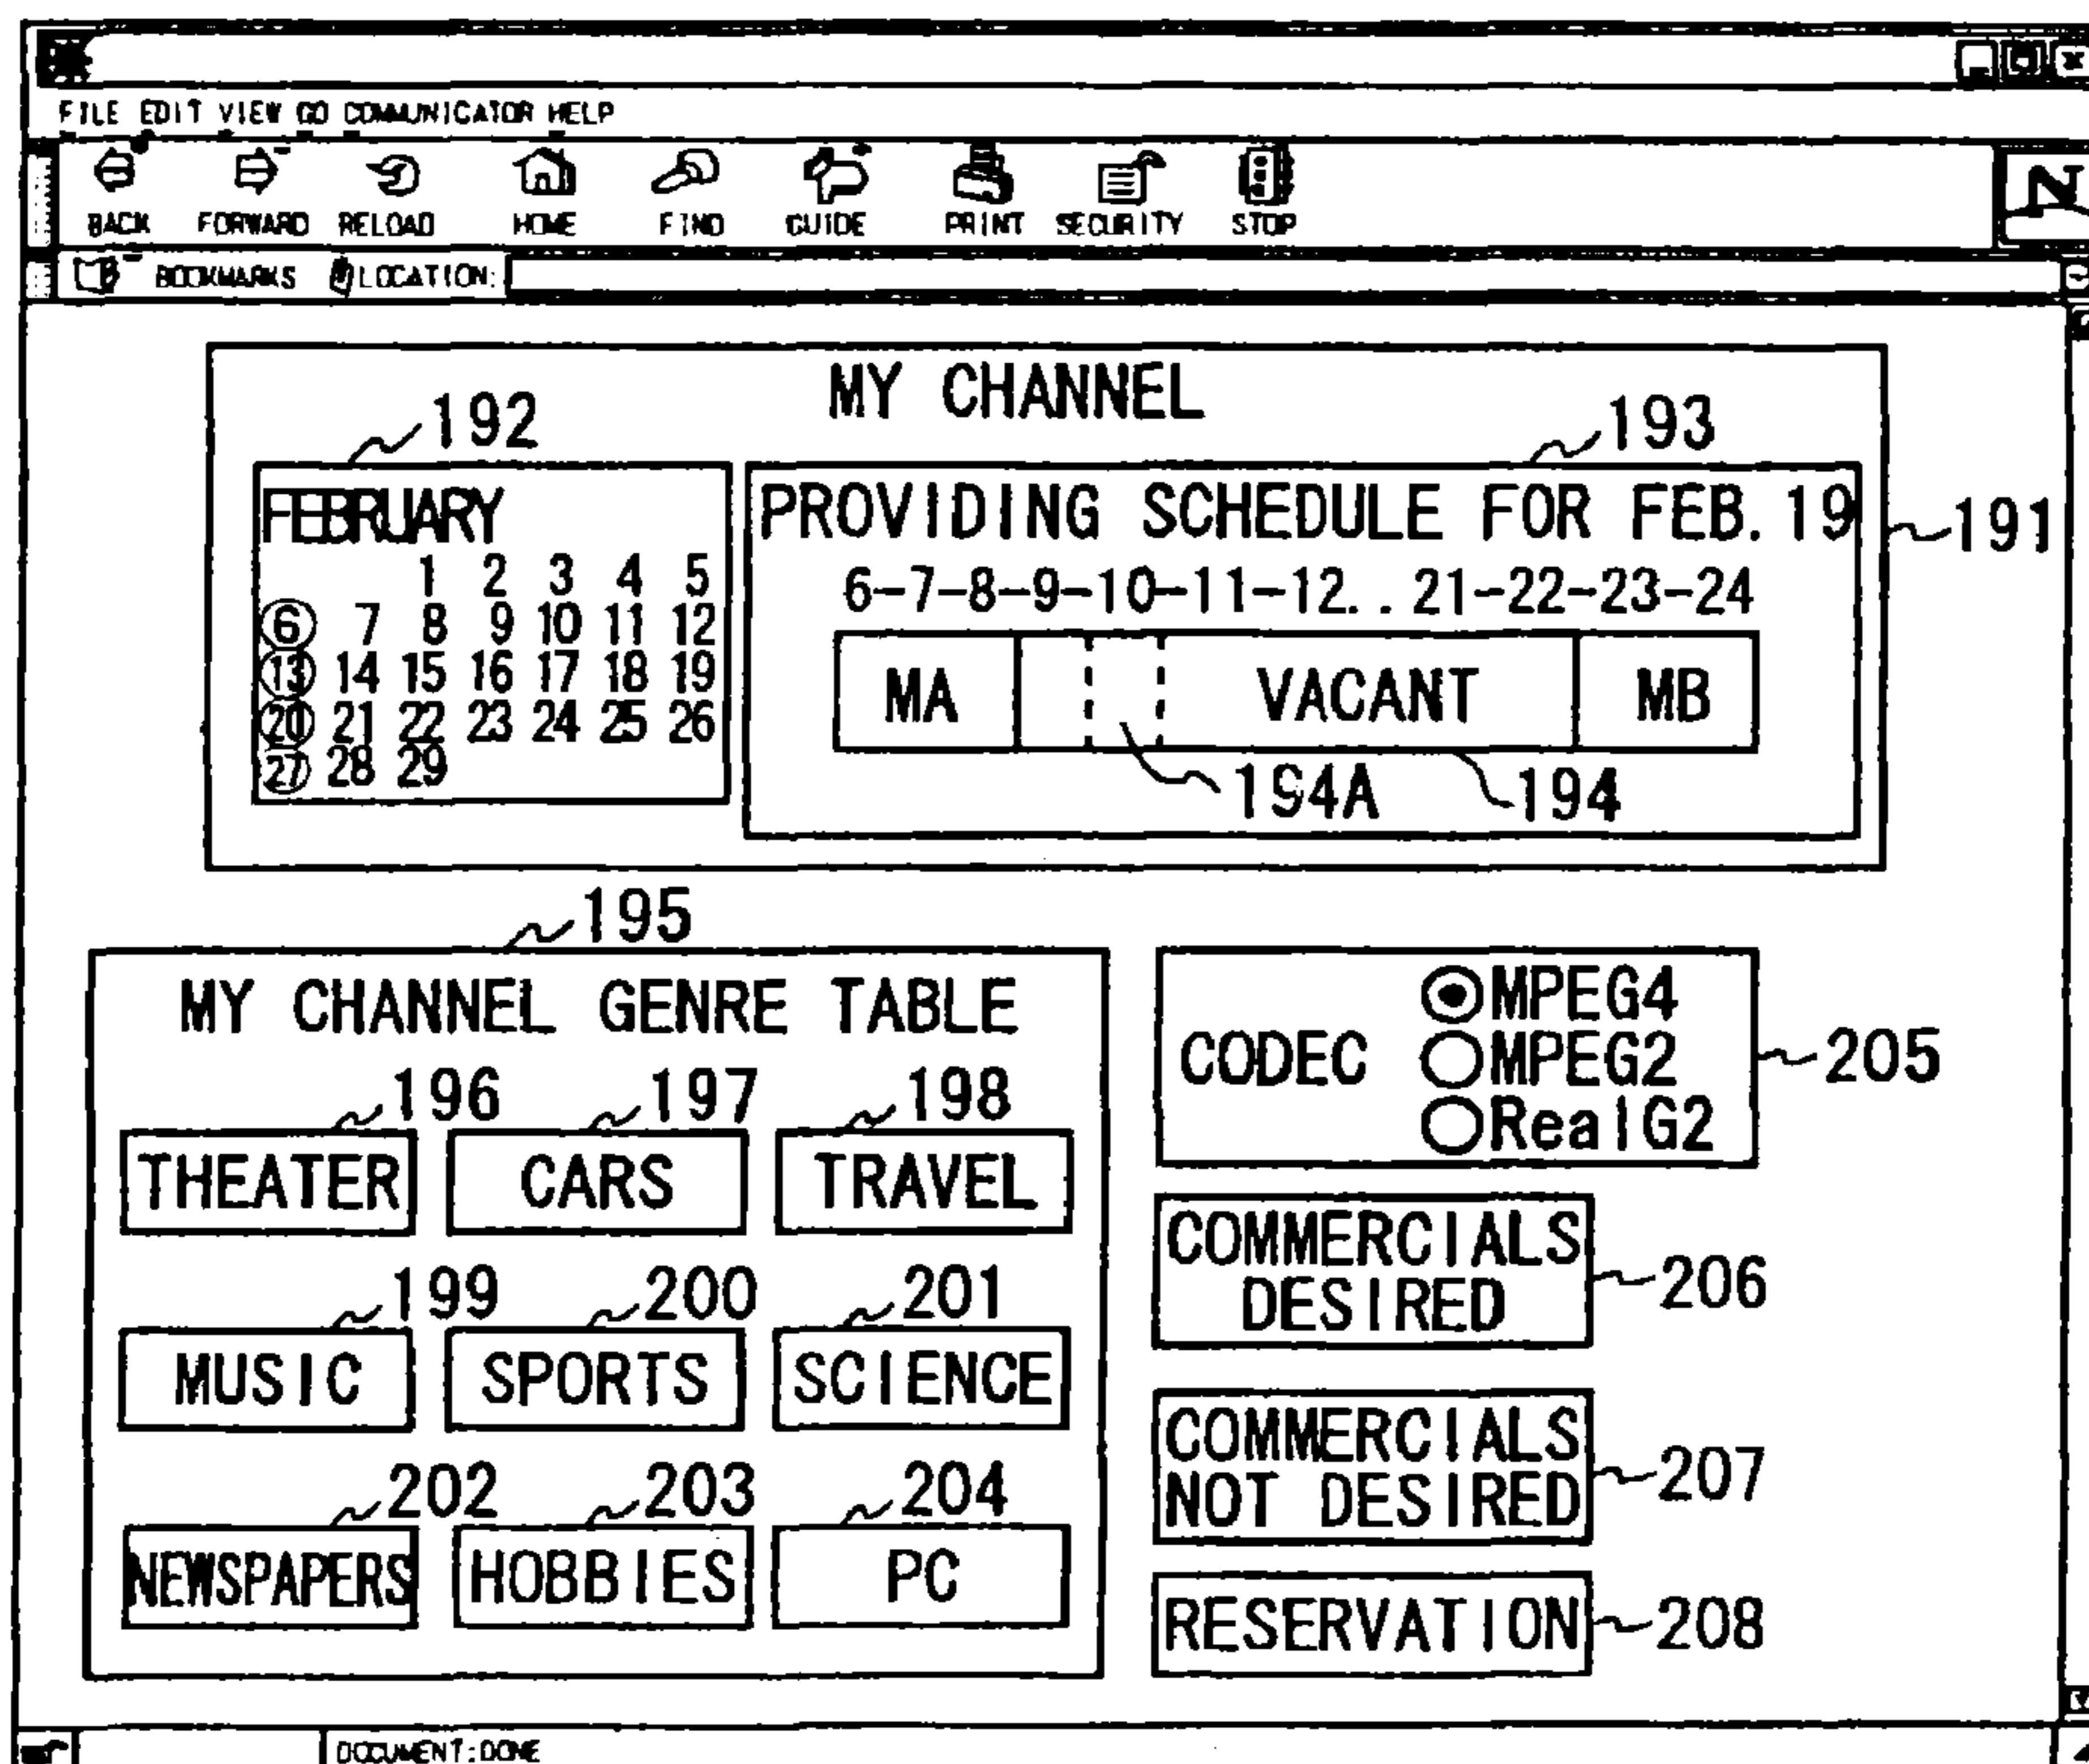 FILE EDIT VIEW GO COMMUNICATOR HELP
BACK FORWARD RELOAD HOME FIND GUIDE PRINT SECURITY STOP
N
BOOKMARKS LOCATION:
MY CHANNEL
192
193
FEBRUARY
1 2 3 4 5
6 7 8 9 10 11 12
13 14 15 16 17 18 19
20 21 22 23 24 25 26
27 28 29
PROVIDING SCHEDULE FOR FEB. 19
191
6-7-8-9-10-11-12..21-22-23-24
MA VACANT MB
194A 194
195
MY CHANNEL GENRE TABLE
196 197 198
THEATER CARS TRAVEL
199 200 201
MUSIC SPORTS SCIENCE
202 203 204
NEWSPAPERS HOBBIES PC
CODEC
MPEG4
MPEG2
RealG2
205
COMMERCIALS
DESIRED
206
COMMERCIALS
NOT DESIRED
207
RESERVATION
208
DOCUMENT:DONE